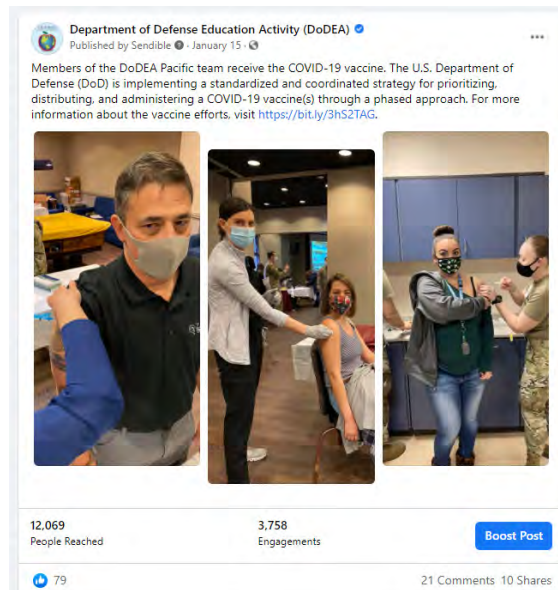 Department of Defense Education Activity (DoDEA)
Published by Sendible · January 15 ·
Members of the DoDEA Pacific team receive the COVID-19 vaccine. The U.S. Department of
Defense (DoD) is implementing a standardized and coordinated strategy for prioritizing,
distributing, and administering a COVID-19 vaccine(s) through a phased approach. For more
information about the vaccine efforts, visit https://bit.ly/3hS2TAG.
12,069
People Reached
3,758
Engagements
Boost Post
79
21 Comments 10 Shares